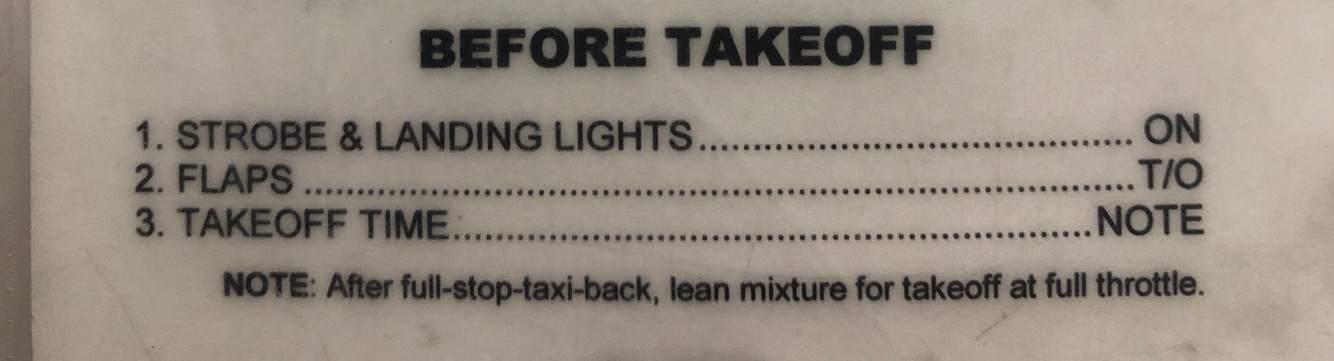 BEFORE TAKEOFF
1. STROBE & LANDING LIGHTS........................................ ON
2. FLAPS ..............................................................................T/O
3. TAKEOFF TIME............................................................NOTE
NOTE: After full-stop-taxi-back, lean mixture for takeoff at full throttle.